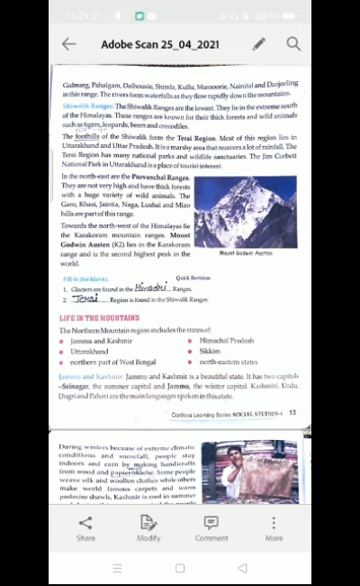 16:29:21
Adobe Scan 25_04_2021
Gulmarg, Pahalgam, Dalhousie, Shimla, Kullu, Mussoorie, Nainital and Darjeeling
in this range. The rivers form waterfalls as they flow rapidly down the mountains.
Shiwalik Ranges: The Shiwalik Ranges are the lowest. They lie in the extreme south
of the Himalayas. These ranges are known for their thick forests and wild animals
such as tigers, leopards, bears and crocodiles.
The foothills of the Shiwalik form the Terai Region. Most of this region lies in
Uttarakhand and Uttar Pradesh. It is a marshy area that receives a lot of rainfall. The
Terai Region has many national parks and wildlife sanctuaries. The Jim Corbett
National Park in Uttarakhand is a place of tourist interest.
In the north-east are the Purvanchal Ranges.
They are not very high and have thick forests
with a huge variety of wild animals. The
Garo, Khasi, Jaintia, Naga, Lushai and Mizo
hills are part of this range.
Towards the north-west of the Himalayas lie
the Karakoram mountain ranges. Mount
Godwin Austen (K2) lies in the Karakoram
range and is the second highest peak in the
world.
Mount Godwin Austen
Fill in the blanks. Quick Revision
1. Glaciers are found in the Himadri Ranges.
2. Terai Region is found in the Shiwalik Ranges.
LIFE IN THE MOUNTAINS
The Northern Mountain region includes the states of:
• Jammu and Kashmir • Himachal Pradesh
• Uttarakhand • Sikkim
• northern part of West Bengal • north-eastern states
Jammu and Kashmir: Jammu and Kashmir is a beautiful state. It has two capitals
–Srinagar, the summer capital and Jammu, the winter capital. Kashmiri, Urdu,
Dogri and Pahari are the main languages spoken in this state.
Cordova Learning Series SOCIAL STUDIES-4 13
During winters because of extreme climatic
conditions and snowfall, people stay
indoors and earn by making handicrafts
from wood and papier-mâché. Some people
weave silk and woollen clothes while others
make world famous carpets and warm
pashmina shawls. Kashmir is cool in summer
Share
Modify
Comment
More